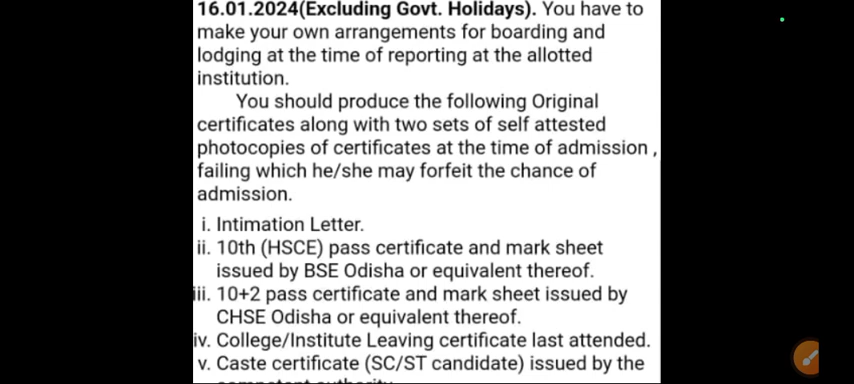 16.01.2024(Excluding Govt. Holidays). You have to
make your own arrangements for boarding and
lodging at the time of reporting at the allotted
institution.
You should produce the following Original
certificates along with two sets of self attested
photocopies of certificates at the time of admission ,
failing which he/she may forfeit the chance of
admission.
i. Intimation Letter.
ii. 10th (HSCE) pass certificate and mark sheet
issued by BSE Odisha or equivalent thereof.
iii. 10+2 pass certificate and mark sheet issued by
CHSE Odisha or equivalent thereof.
iv. College/Institute Leaving certificate last attended.
v. Caste certificate (SC/ST candidate) issued by the